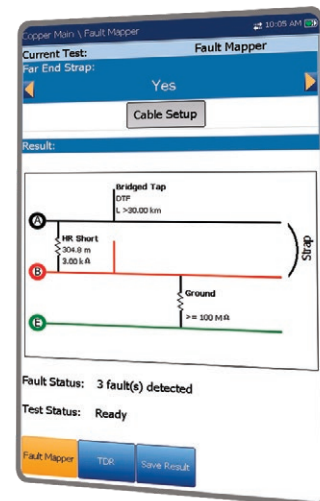 Copper Main \ Fault Mapper
10:05 AM
Current Test:
Fault Mapper
Far End Strap:
Yes
Cable Setup
Result:
Bridged Tap
DTF
L >30.00 km
A
HR Short
304.8 m
3.00 k Ω
Strap
B
Ground
>= 100 MΩ
E
Fault Status: 3 fault(s) detected
Test Status: Ready
Fault Mapper
TDR
Save Result